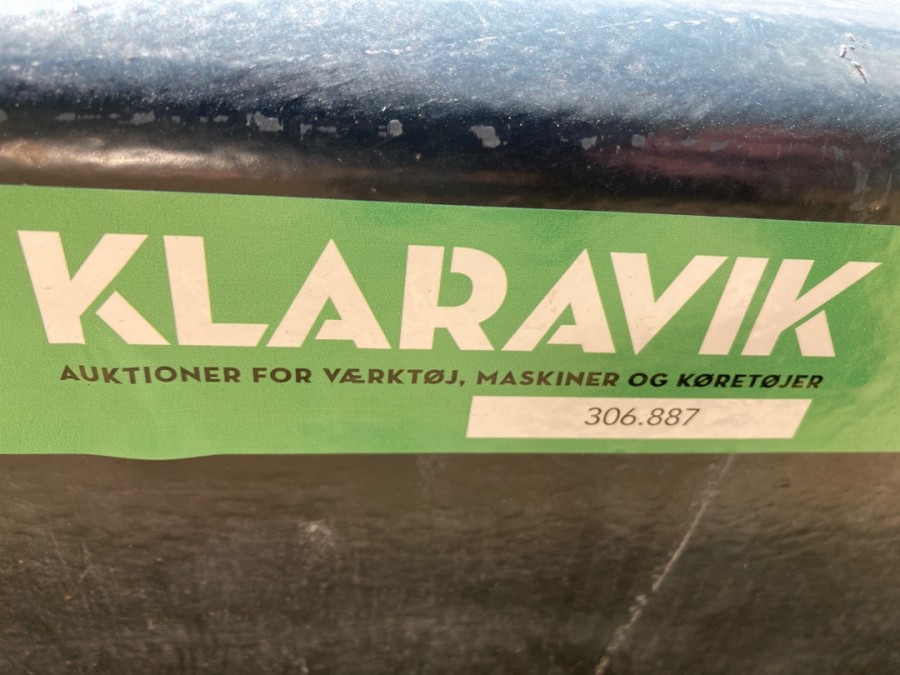 KLARAVIK
AUKTIONER FOR VÆRKTØJ, MASKINER OG KØRETØJER
306.887